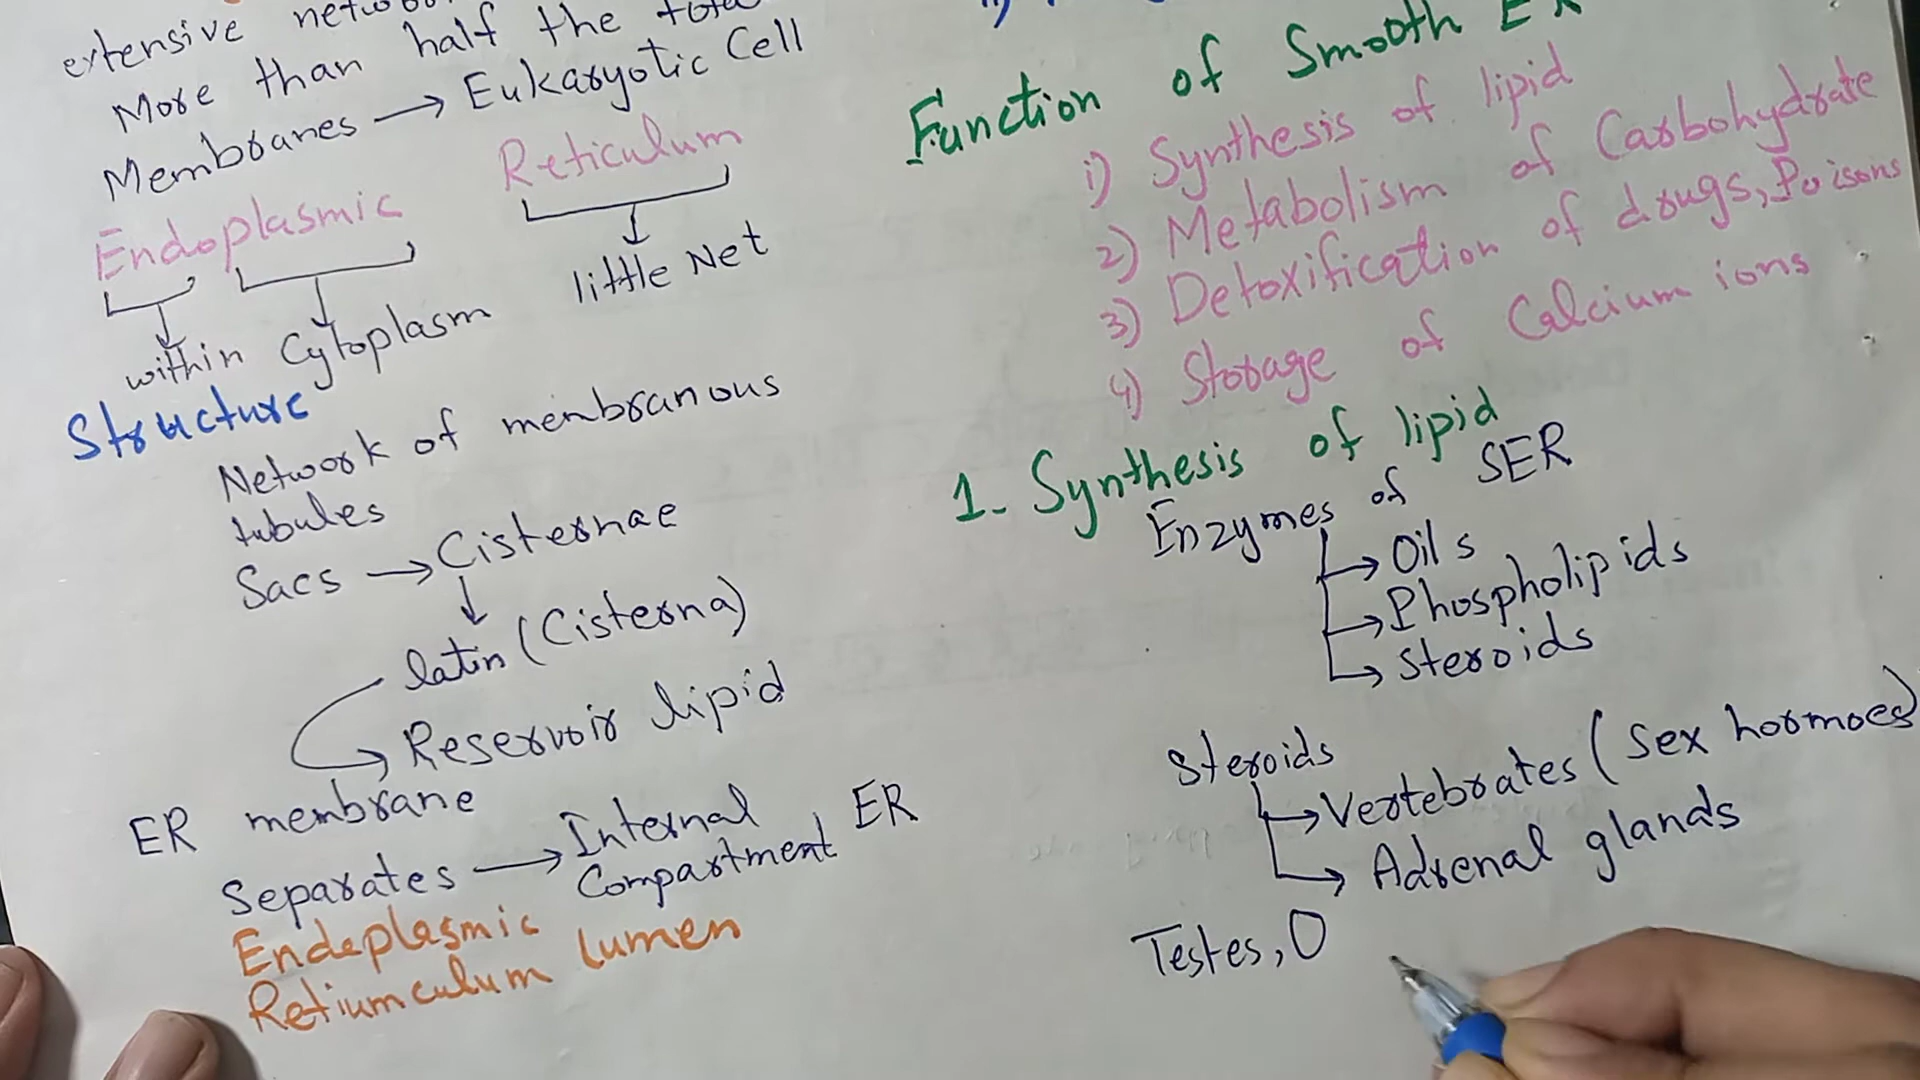 extensive
More than half the
Membranes → Eukaryotic Cell
Endoplasmic Reticulum
within Cytoplasm little Net
Structure
Network of membranous
tubules
Sacs → Cisternae
latin (Cisterna)
Reservoir lipid
ER membrane
Separates → Internal Compartment ER
Endoplasmic
Retiumculum lumen
Function of Smooth ER
1) Synthesis of lipid
2) Metabolism of Carbohydrate
3) Detoxification of drugs, Poisons
4) Storage of Calcium ions
1- Synthesis of lipid
Enzymes of SER
→ Oils
→ Phospholipids
→ Steroids
Steroids
→ Vertebrates (Sex hormoes)
→ Adrenal glands
Testes, O